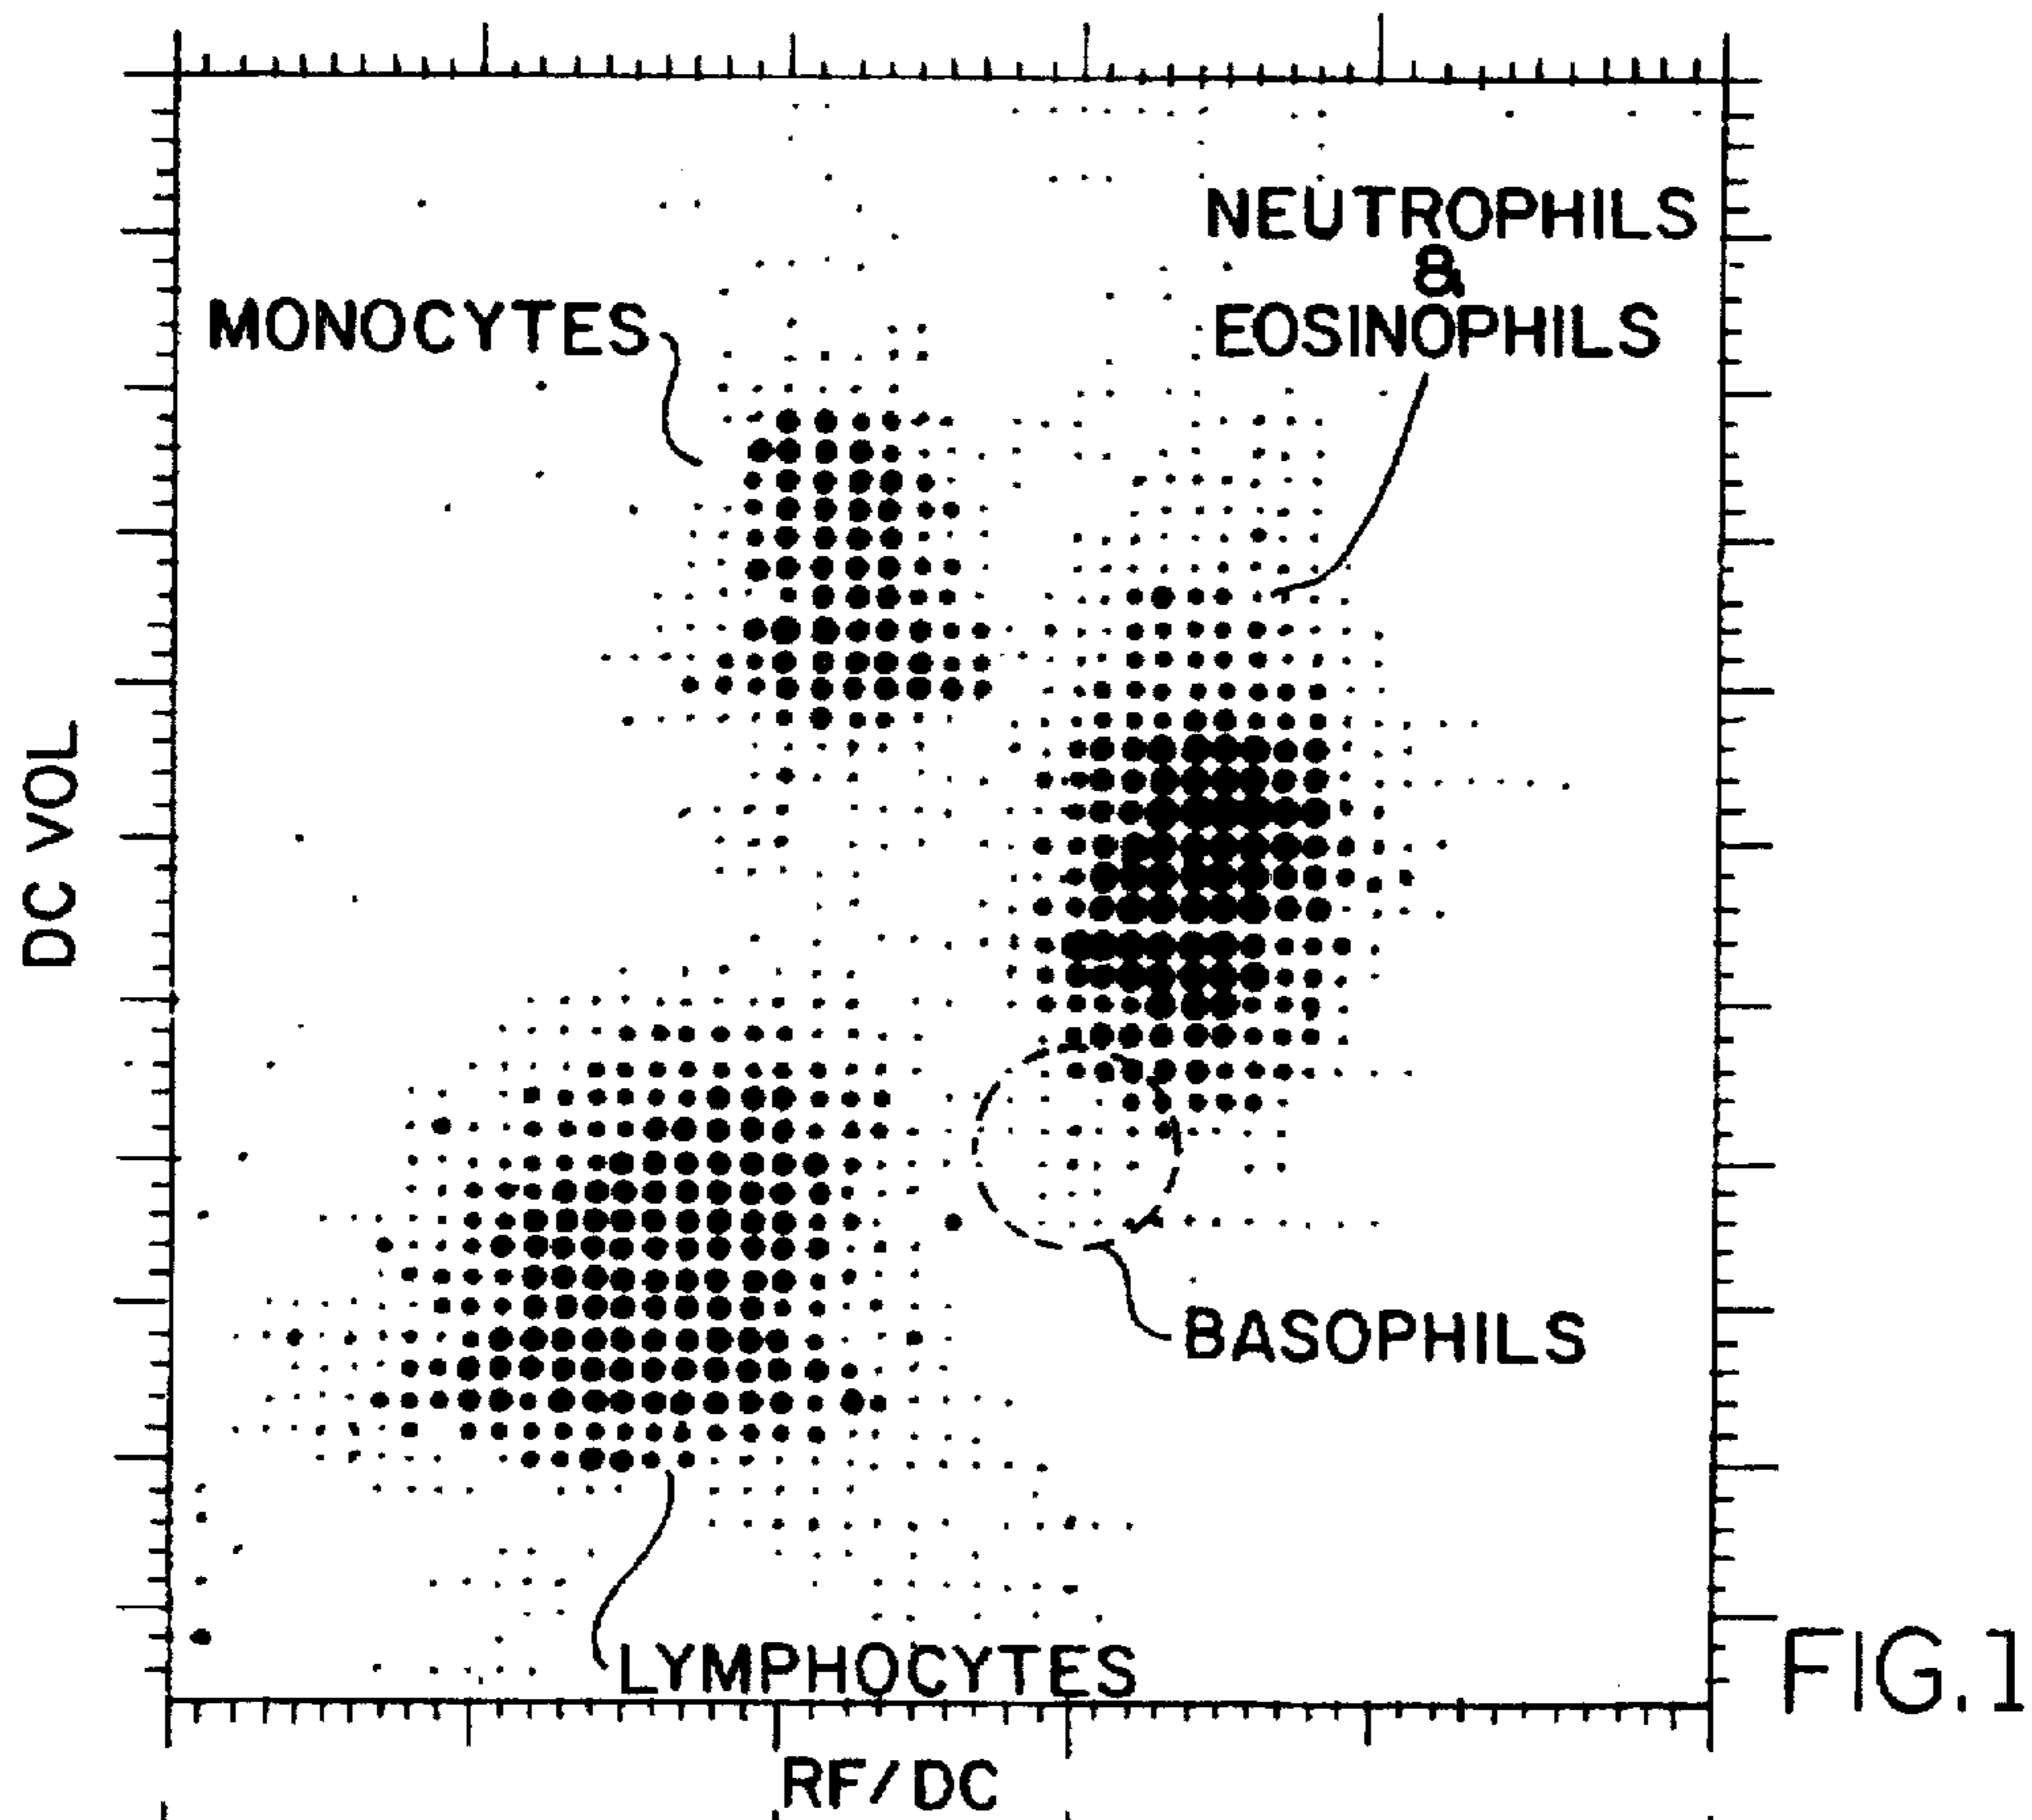 NEUTROPHILS
&
EOSINOPHILS
MONOCYTES
DC VOL
BASOPHILS
LYMPHOCYTES
FIG.1
RF/DC